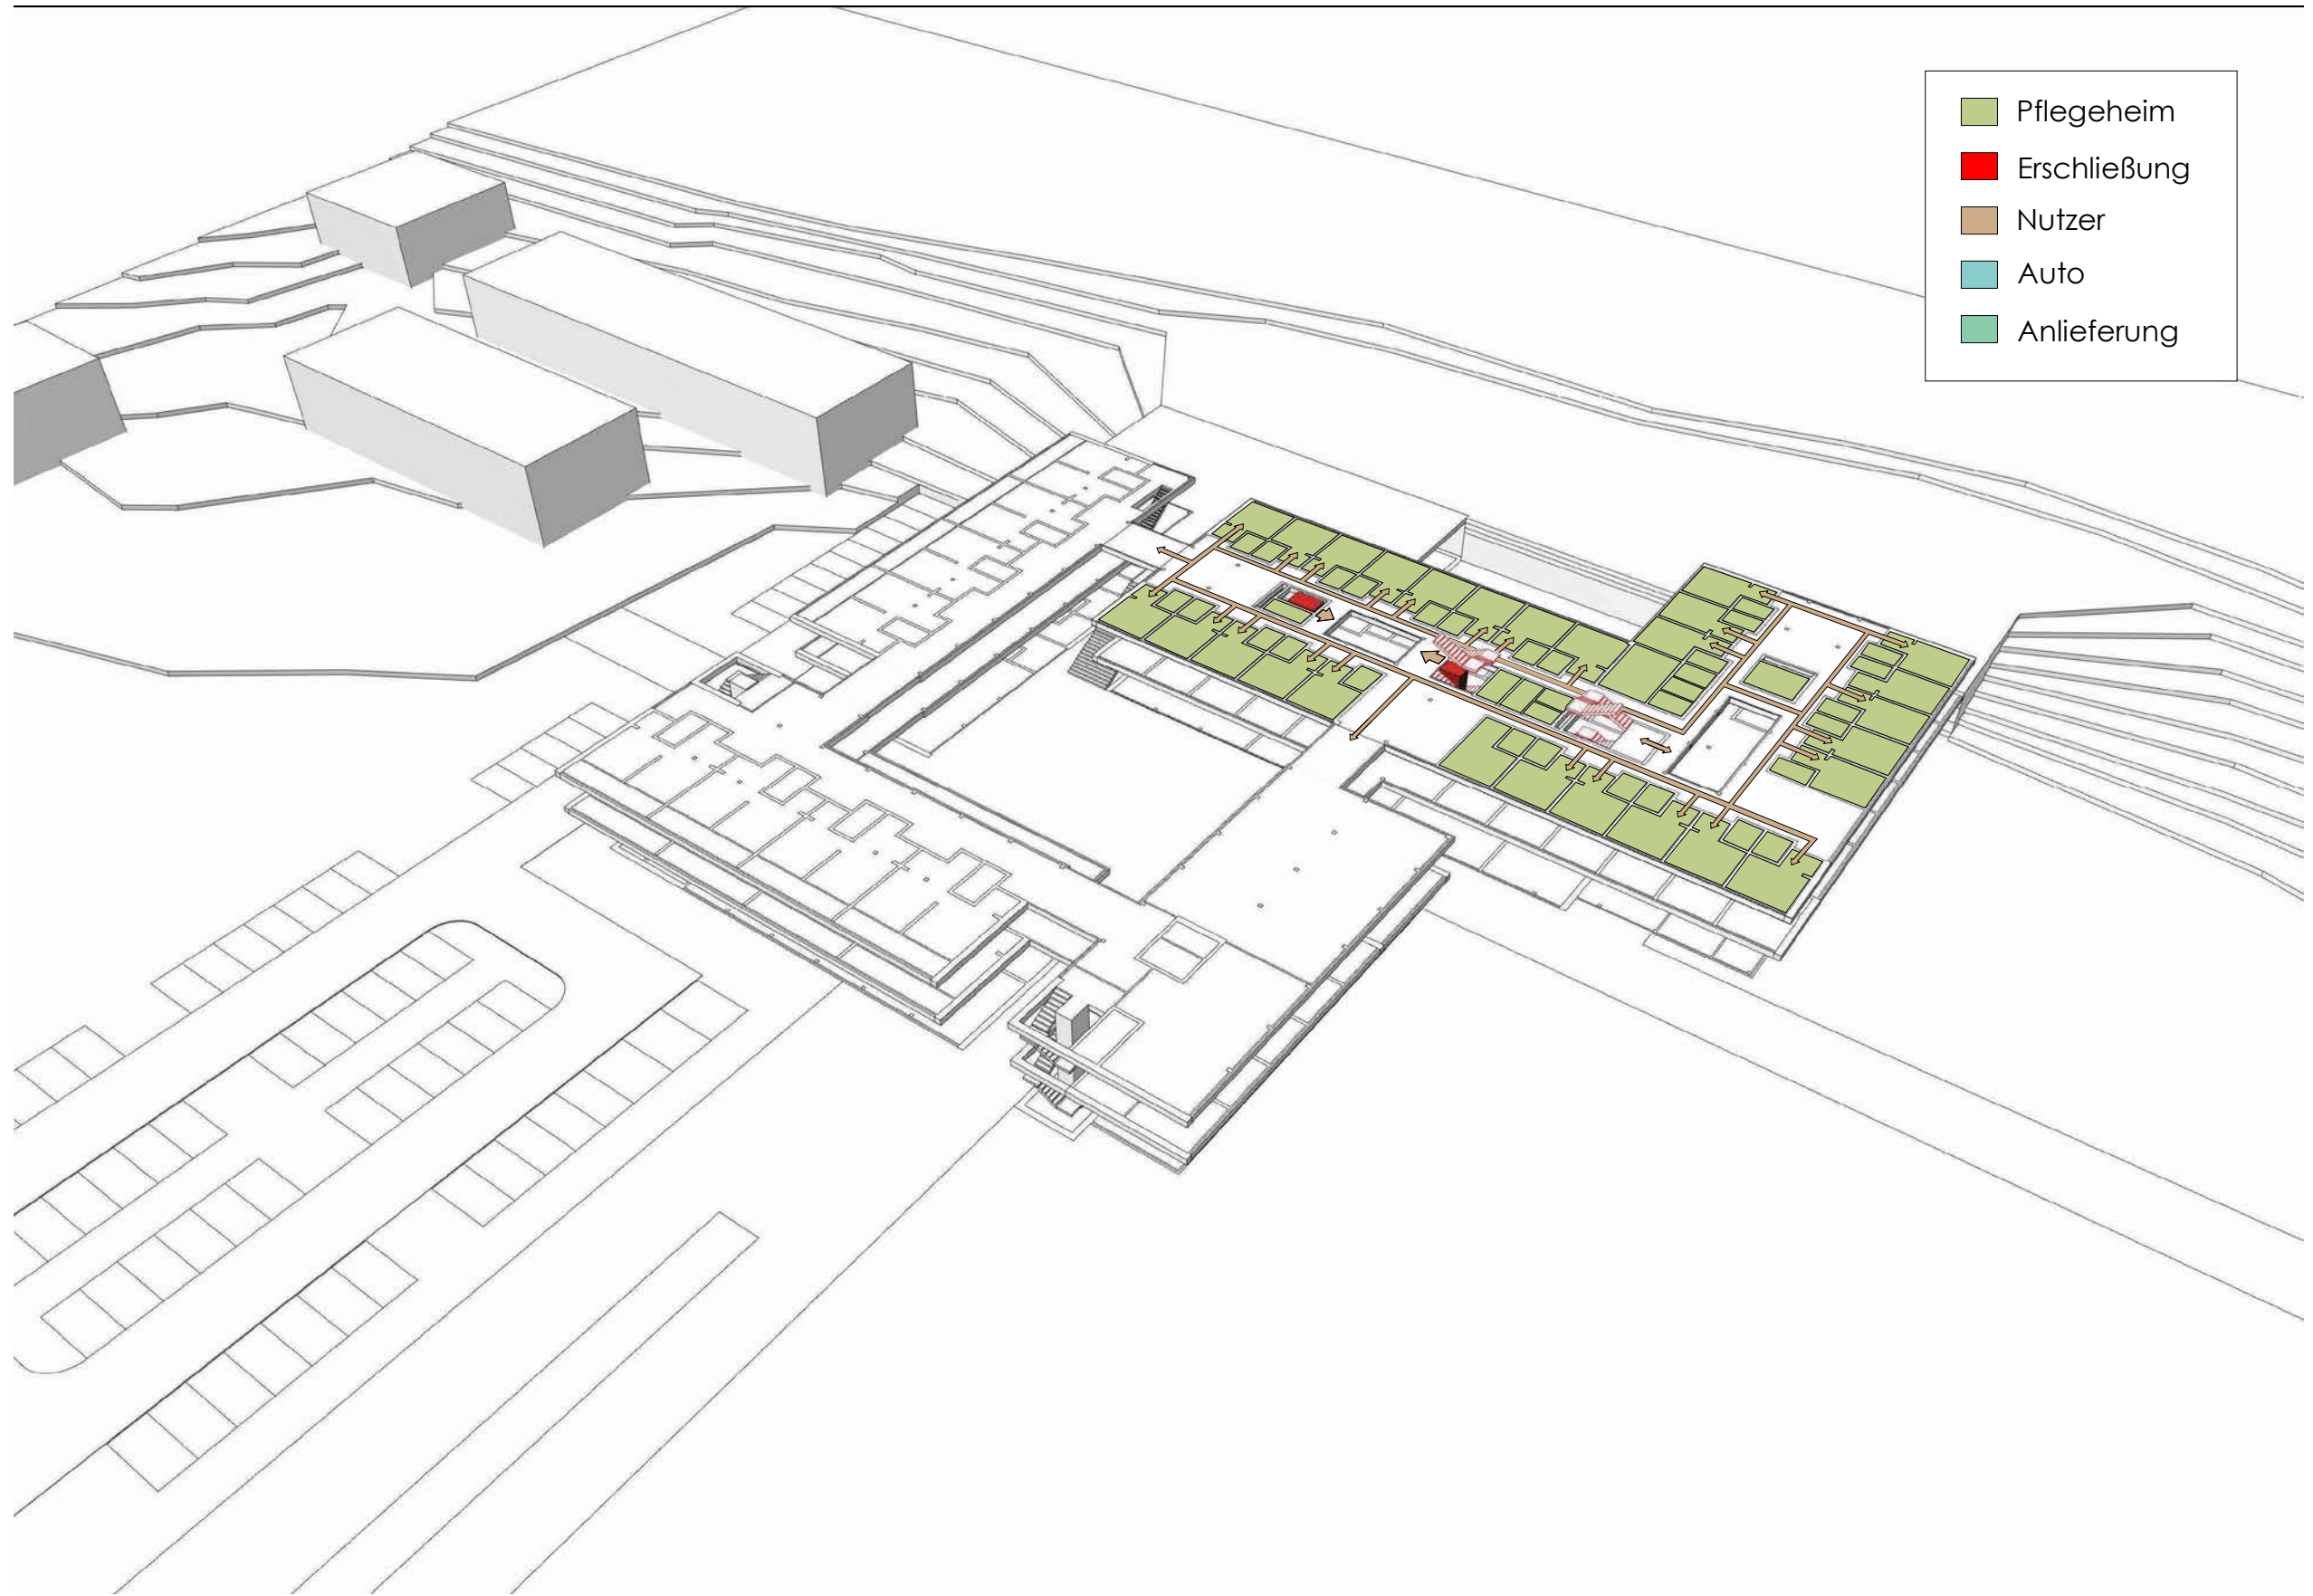 Pflegeheim
Erschließung
Nutzer
Auto
Anlieferung